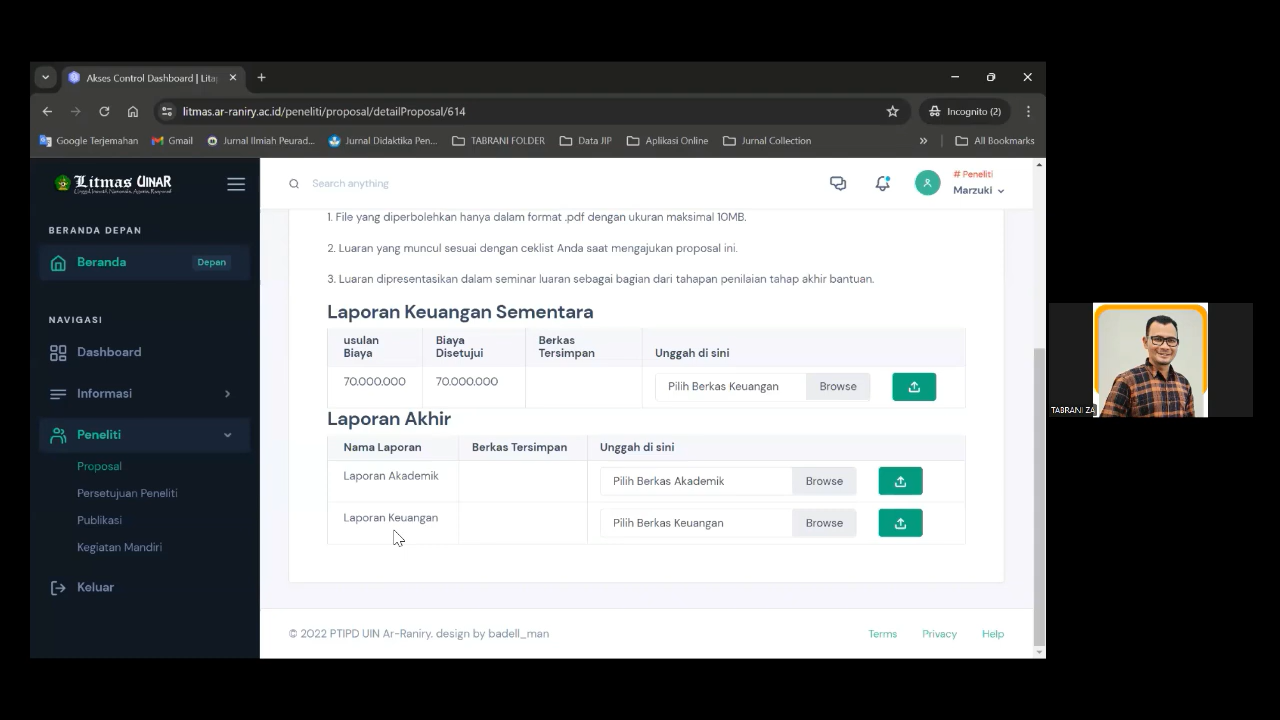 Akses Control Dashboard | Lita
litmas.ar-raniry.ac.id/peneliti/proposal/detailProposal/614
Incognito (2)
Google Terjemahan
Gmail
Jurnal Ilmiah Peurad...
Jurnal Didaktika Pen...
TABRANI FOLDER
Data JIP
Aplikasi Online
Jurnal Collection
»
All Bookmarks
Litmas UINAR
Search anything
# Peneliti
Marzuki
BERANDA DEPAN
Beranda
Depan
NAVIGASI
Dashboard
Informasi
Peneliti
Proposal
Persetujuan Peneliti
Publikasi
Kegiatan Mandiri
Keluar
1. File yang diperbolehkan hanya dalam format .pdf dengan ukuran maksimal 10MB.
2. Luaran yang muncul sesuai dengan ceklist Anda saat mengajukan proposal ini.
3. Luaran dipresentasikan dalam seminar luaran sebagai bagian dari tahapan penilaian tahap akhir bantuan.
Laporan Keuangan Sementara
usulan Biaya
Biaya Disetujui
Berkas Tersimpan
Unggah di sini
70.000.000
70.000.000
Pilih Berkas Keuangan
Browse
Laporan Akhir
Nama Laporan
Berkas Tersimpan
Unggah di sini
Laporan Akademik
Pilih Berkas Akademik
Browse
Laporan Keuangan
Pilih Berkas Keuangan
Browse
© 2022 PTIPD UIN Ar-Raniry. design by badell_man
Terms
Privacy
Help
TABRANI ZA